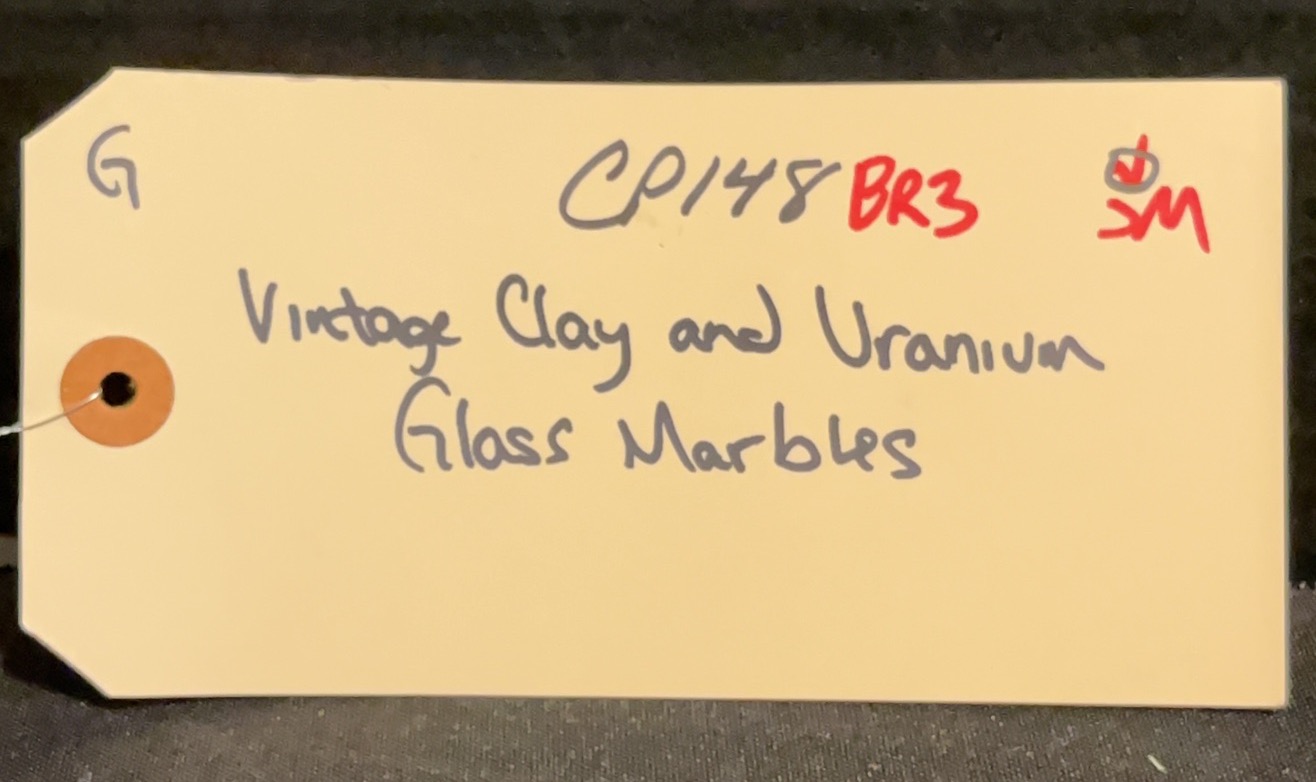 G CP148 BR3 SM
Vintage Clay and Uranium
Glass Marbles